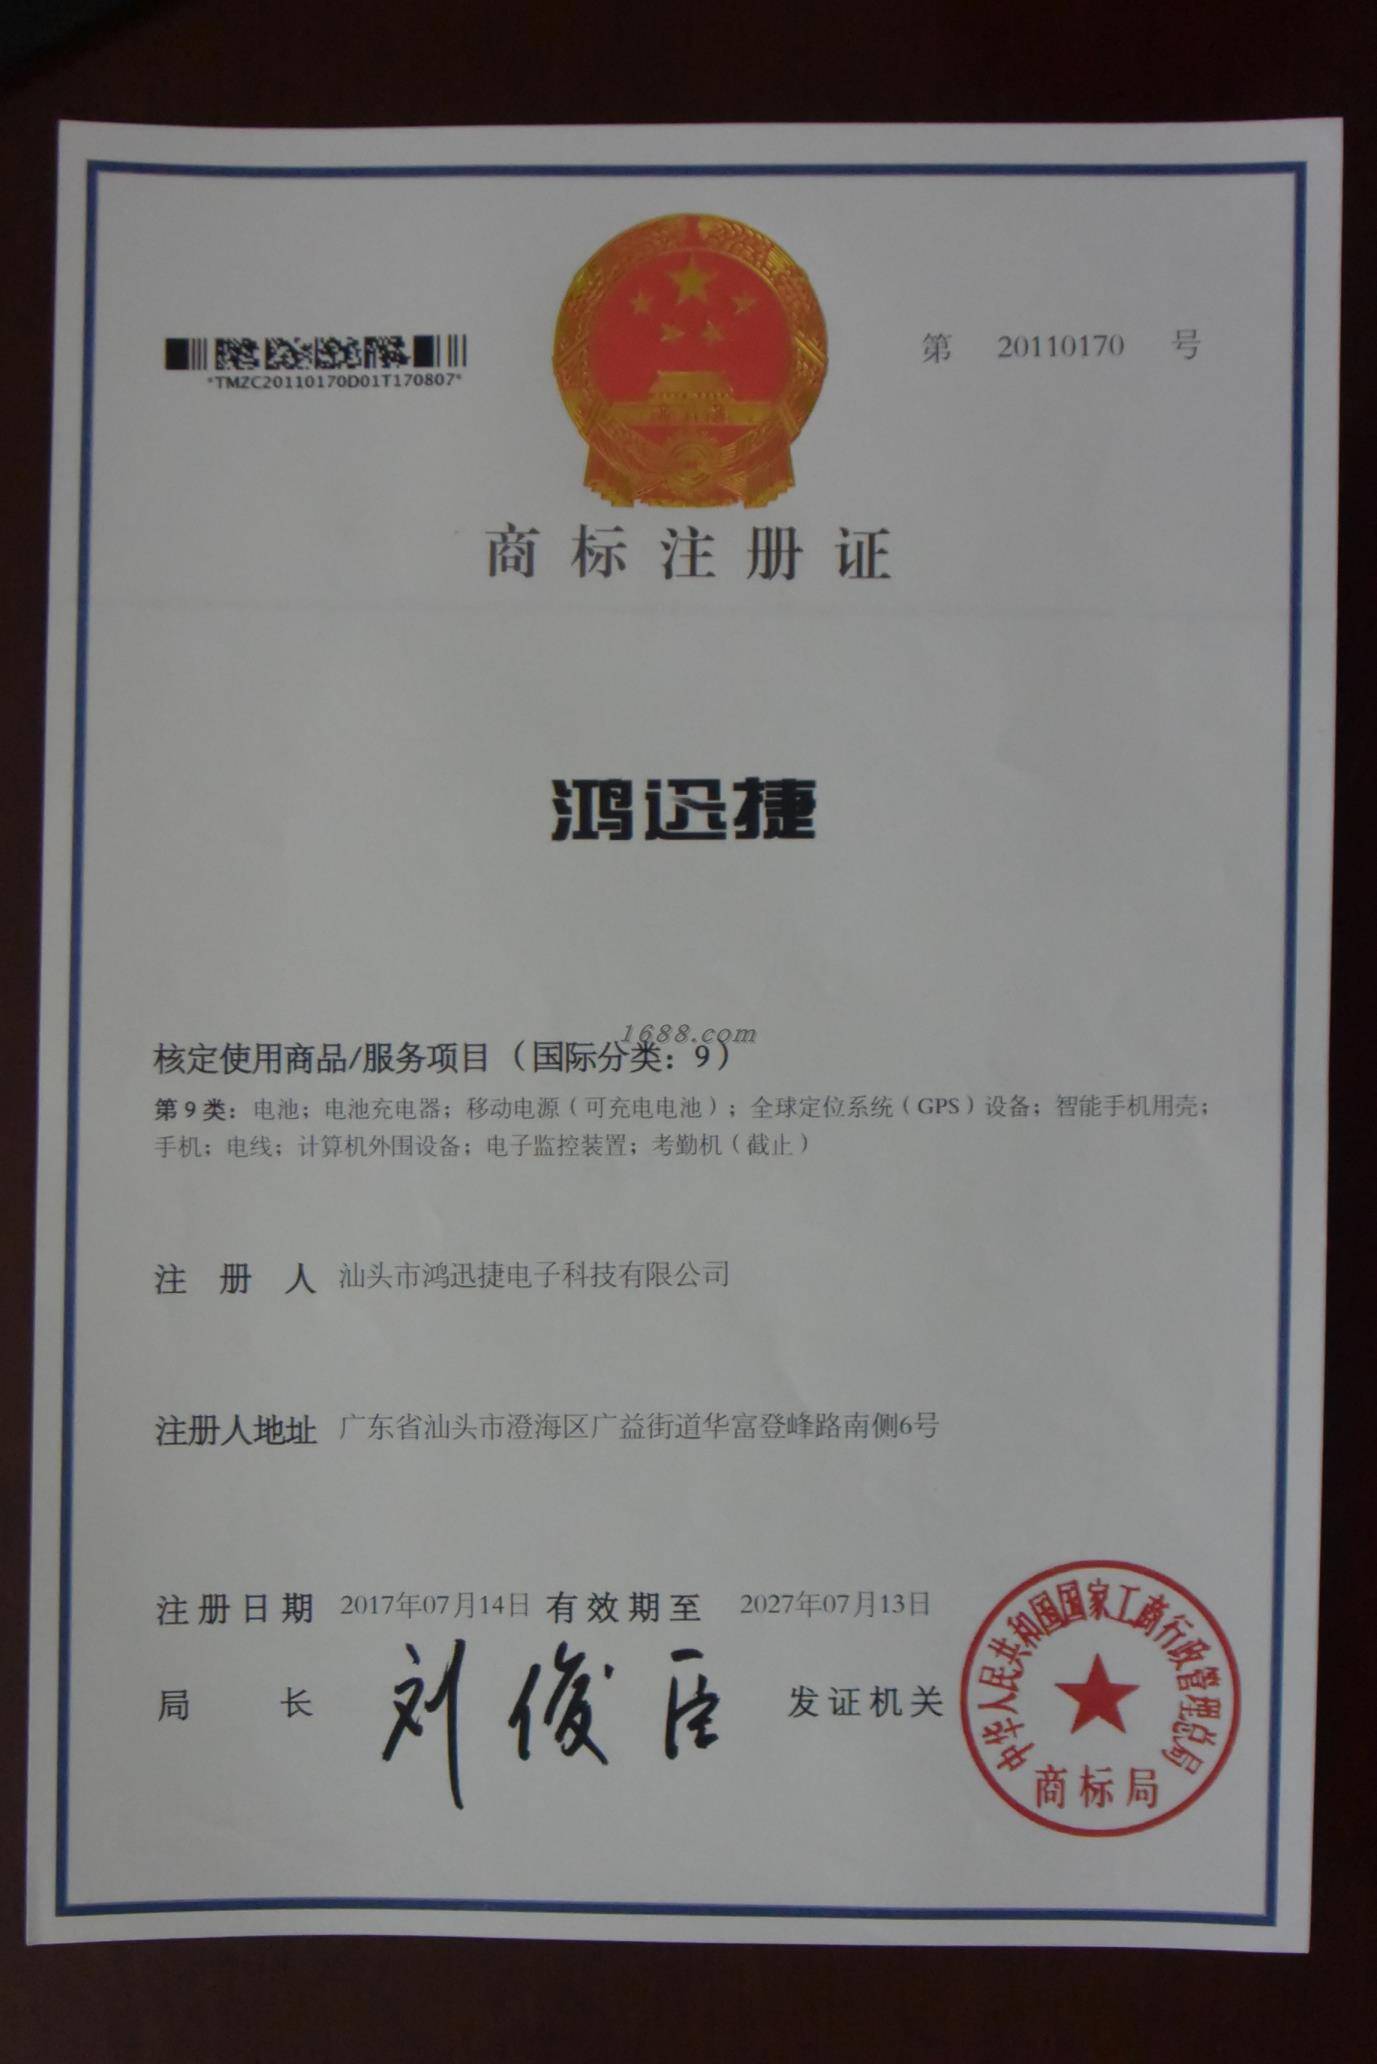 第 20110170 号
*TMZC20110170D01T170807*
商标注册证
鸿迅捷
1688.com
核定使用商品/服务项目（国际分类：9）
第9类：电池；电池充电器；移动电源（可充电电池）；全球定位系统（GPS）设备；智能手机用壳；
手机；电线；计算机外围设备；电子监控装置；考勤机（截止）
注册人 汕头市鸿迅捷电子科技有限公司
注册人地址 广东省汕头市澄海区广益街道华富登峰路南侧6号
注册日期 2017年07月14日 有效期至 2027年07月13日
局长 刘俊臣 发证机关
中华人民共和国国家工商行政管理总局
商标局